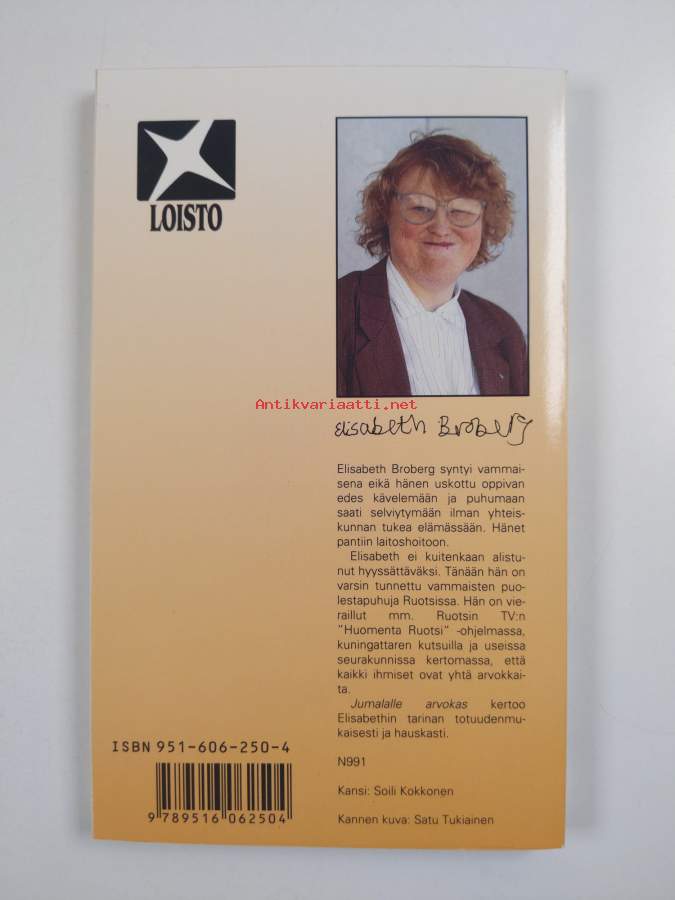 LOISTO
Antikvariaatti.net
Elisabeth Broberg
Elisabeth Broberg syntyi vammai-
sena eikä hänen uskottu oppivan
edes kävelemään ja puhumaan
saati selviytymään ilman yhteis-
kunnan tukea elämässään. Hänet
pantiin laitoshoitoon.
Elisabeth ei kuitenkaan alistu-
nut hyyssättäväksi. Tänään hän on
varsin tunnettu vammaisten puo-
lestapuhuja Ruotsissa. Hän on vie-
raillut mm. Ruotsin TV:n
"Huomenta Ruotsi" -ohjelmassa,
kuningattaren kutsuilla ja useissa
seurakunnissa kertomassa, että
kaikki ihmiset ovat yhtä arvokkai-
ta.
Jumalalle arvokas kertoo
Elisabethin tarinan totuudenmu-
kaisesti ja hauskasti.
N991
Kansi: Soili Kokkonen
Kannen kuva: Satu Tukiainen
ISBN 951-606-250-4
9 789516 062504